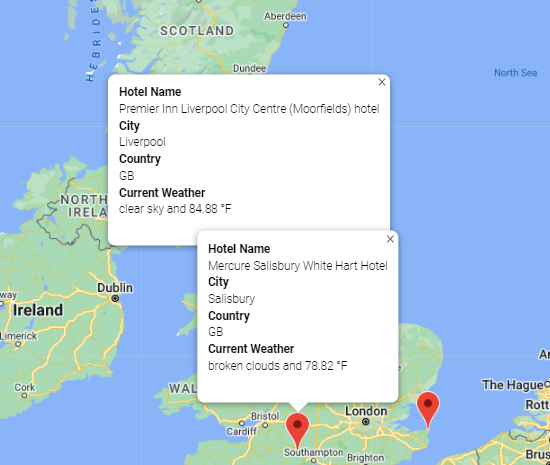 HEBRIDES
SCOTLAND
Aberdeen
Dundee
North Sea
Hotel Name
Premier Inn Liverpool City Centre (Moorfields) hotel
City
Liverpool
Country
GB
Current Weather
clear sky and 84.88 °F
NORTH
IRELA
Hotel Name
Mercure Salisbury White Hart Hotel
City
Salisbury
Country
GB
Current Weather
broken clouds and 78.82 °F
way
Dublin
Ireland
Limerick
Cork
WAL
Bristol
Cardiff
London
Southampton
Brighton
The Hague
Rott
Brus